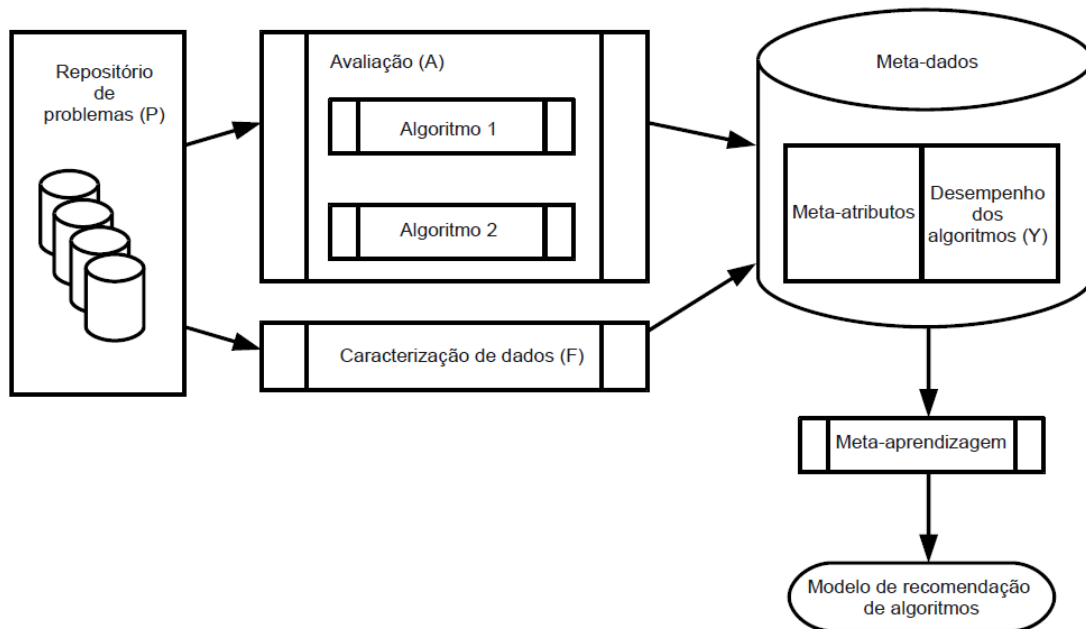 Repositório
de
problemas (P)
Avaliação (A)
Algoritmo 1
Algoritmo 2
Caracterização de dados (F)
Meta-dados
Meta-atributos
Desempenho
dos
algoritmos (Y)
Meta-aprendizagem
Modelo de recomendação
de algoritmos